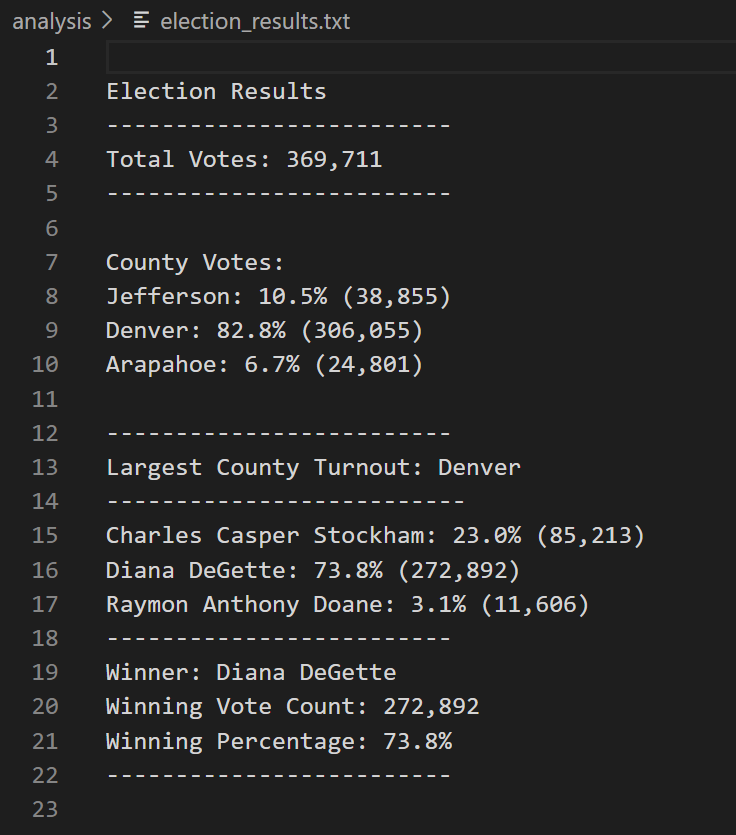 analysis > election_results.txt
1
2 Election Results
3 -------------------------
4 Total Votes: 369,711
5 -------------------------
6
7 County Votes:
8 Jefferson: 10.5% (38,855)
9 Denver: 82.8% (306,055)
10 Arapahoe: 6.7% (24,801)
11
12 -------------------------
13 Largest County Turnout: Denver
14 --------------------------
15 Charles Casper Stockham: 23.0% (85,213)
16 Diana DeGette: 73.8% (272,892)
17 Raymon Anthony Doane: 3.1% (11,606)
18 -------------------------
19 Winner: Diana DeGette
20 Winning Vote Count: 272,892
21 Winning Percentage: 73.8%
22 -------------------------
23